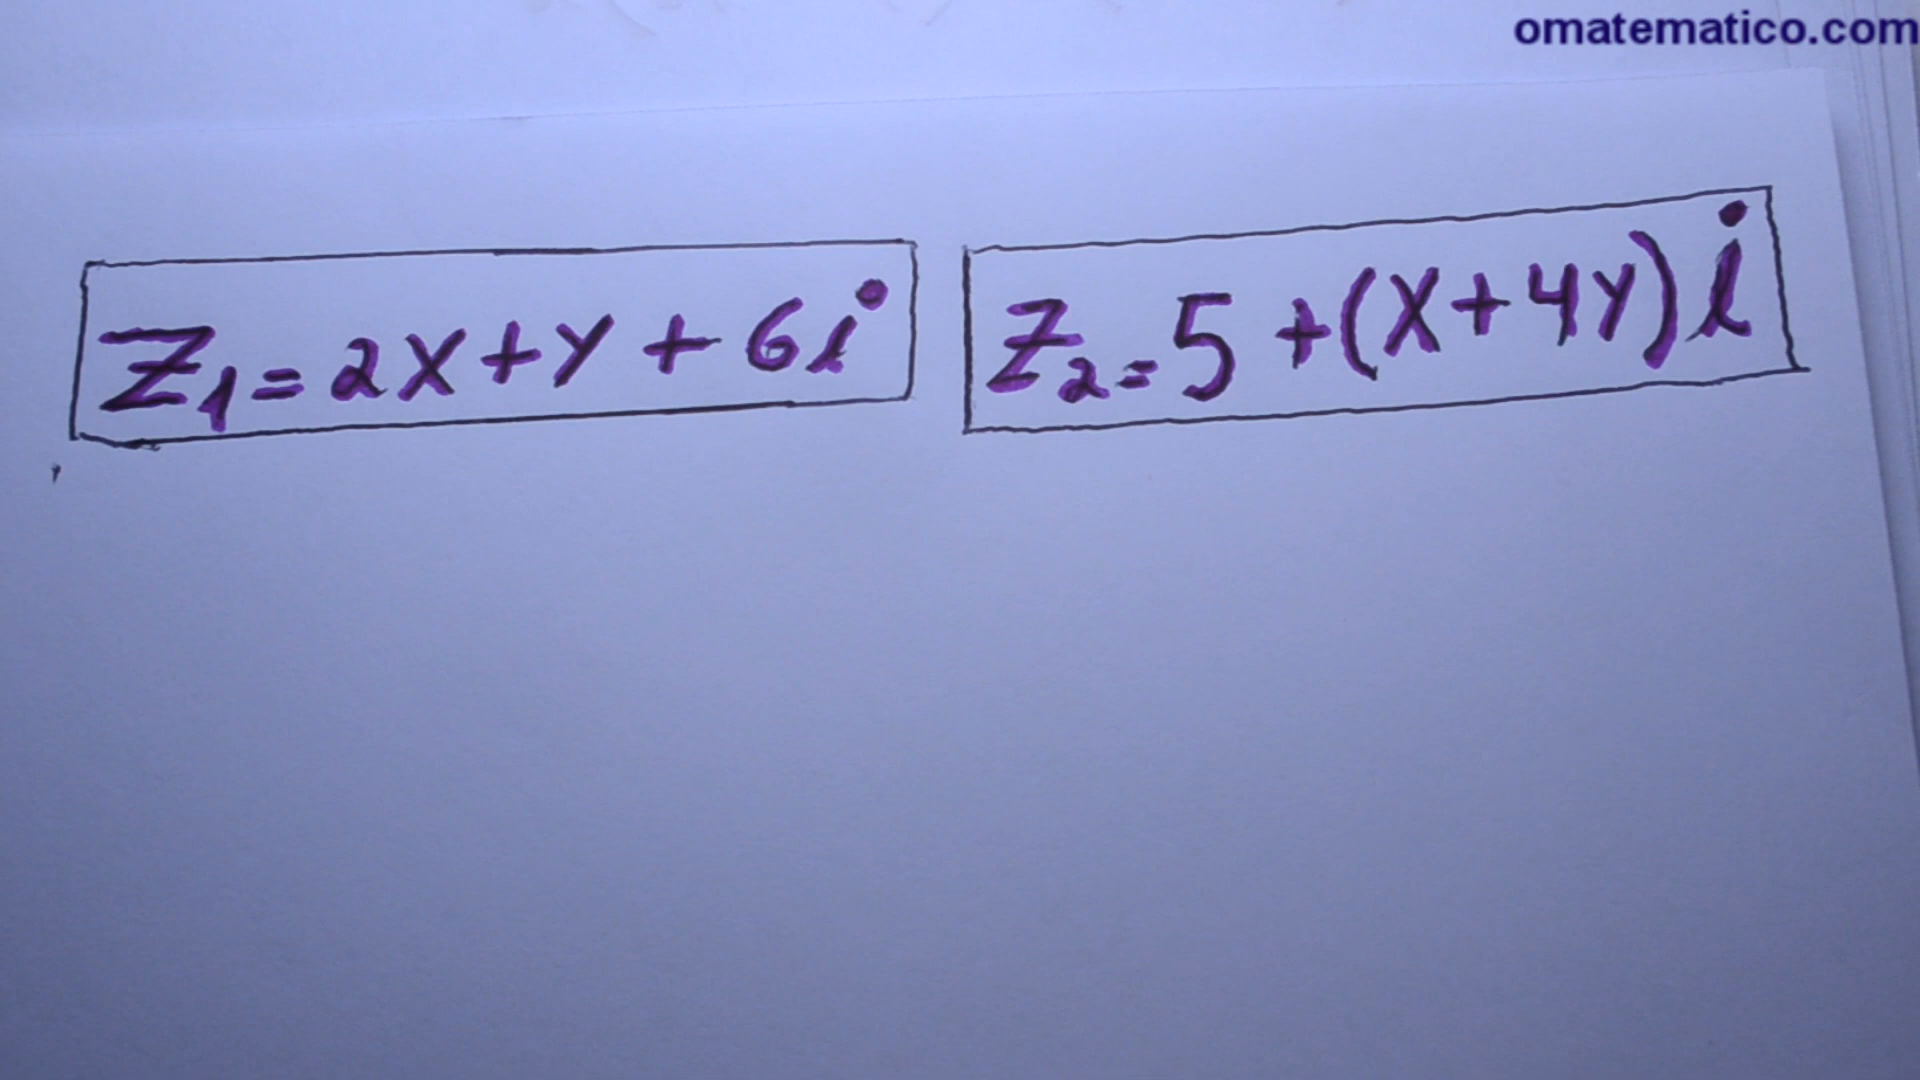 omatematico.com
Z₁ = 2X + Y + 6i
Z₂ = 5 + (X + 4Y) i